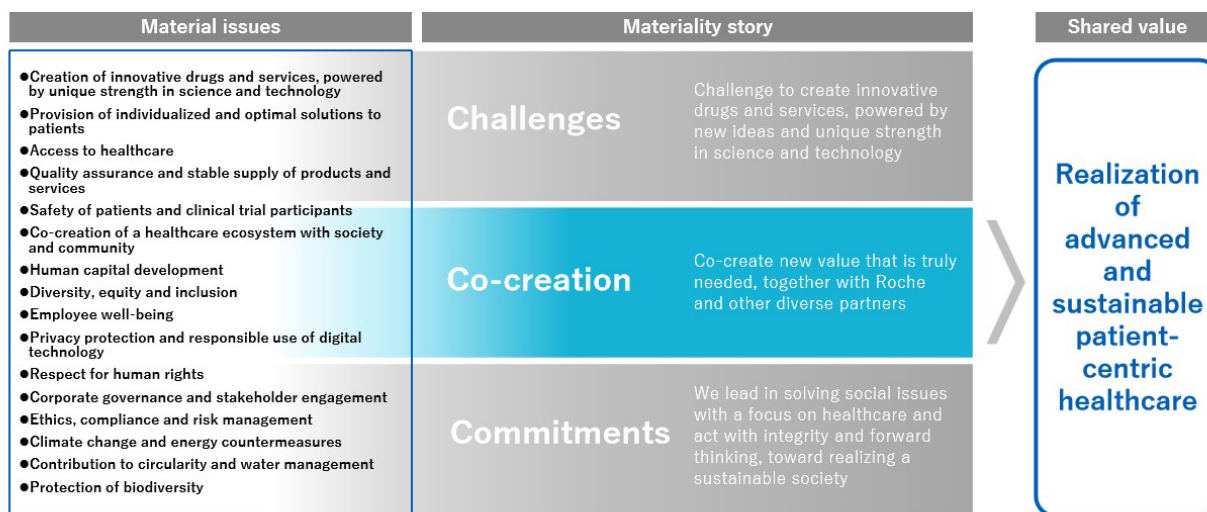 Material issues
Materiality story
Shared value
●Creation of innovative drugs and services, powered
by unique strength in science and technology
●Provision of individualized and optimal solutions to
patients
●Access to healthcare
●Quality assurance and stable supply of products and
services
●Safety of patients and clinical trial participants
●Co-creation of a healthcare ecosystem with society
and community
●Human capital development
●Diversity, equity and inclusion
●Employee well-being
●Privacy protection and responsible use of digital
technology
●Respect for human rights
●Corporate governance and stakeholder engagement
●Ethics, compliance and risk management
●Climate change and energy countermeasures
●Contribution to circularity and water management
●Protection of biodiversity
Challenges
Challenge to create innovative
drugs and services, powered by
new ideas and unique strength
in science and technology
Co-creation
Co-create new value that is truly
needed, together with Roche
and other diverse partners
Commitments
We lead in solving social issues
with a focus on healthcare and
act with integrity and forward
thinking, toward realizing a
sustainable society
Realization
of
advanced
and
sustainable
patient-
centric
healthcare